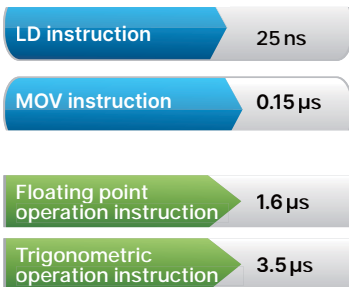 LD instruction 25 ns
MOV instruction 0.15 μs
Floating point
operation instruction 1.6 μs
Trigonometric
operation instruction 3.5 μs